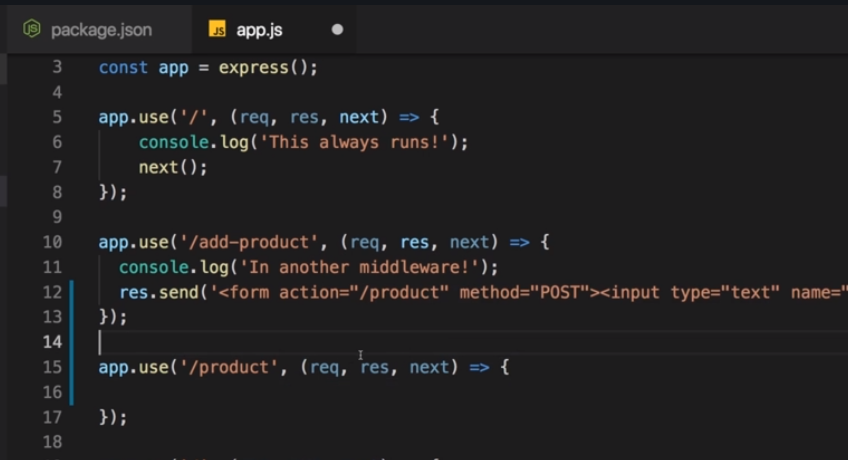 package.json
JS app.js
3 const app = express();
4
5 app.use('/', (req, res, next) => {
6 console.log('This always runs!');
7 next();
8 });
9
10 app.use('/add-product', (req, res, next) => {
11 console.log('In another middleware!');
12 res.send('<form action="/product" method="POST"><input type="text" name="
13 });
14
15 app.use('/product', (req, res, next) => {
16
17 });
18